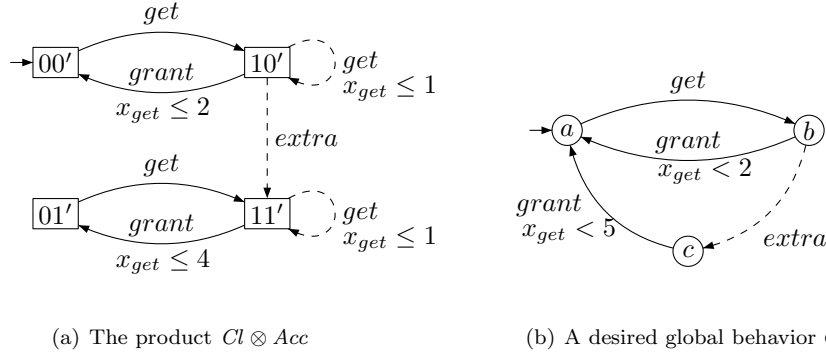 get
00′
10′
get
x_get ≤ 1
grant
x_get ≤ 2
extra
get
01′
11′
get
x_get ≤ 1
grant
x_get ≤ 4
(a) The product Cl ⊗ Acc
get
a
b
grant
x_get < 2
grant
x_get < 5
extra
c
(b) A desired global behavior